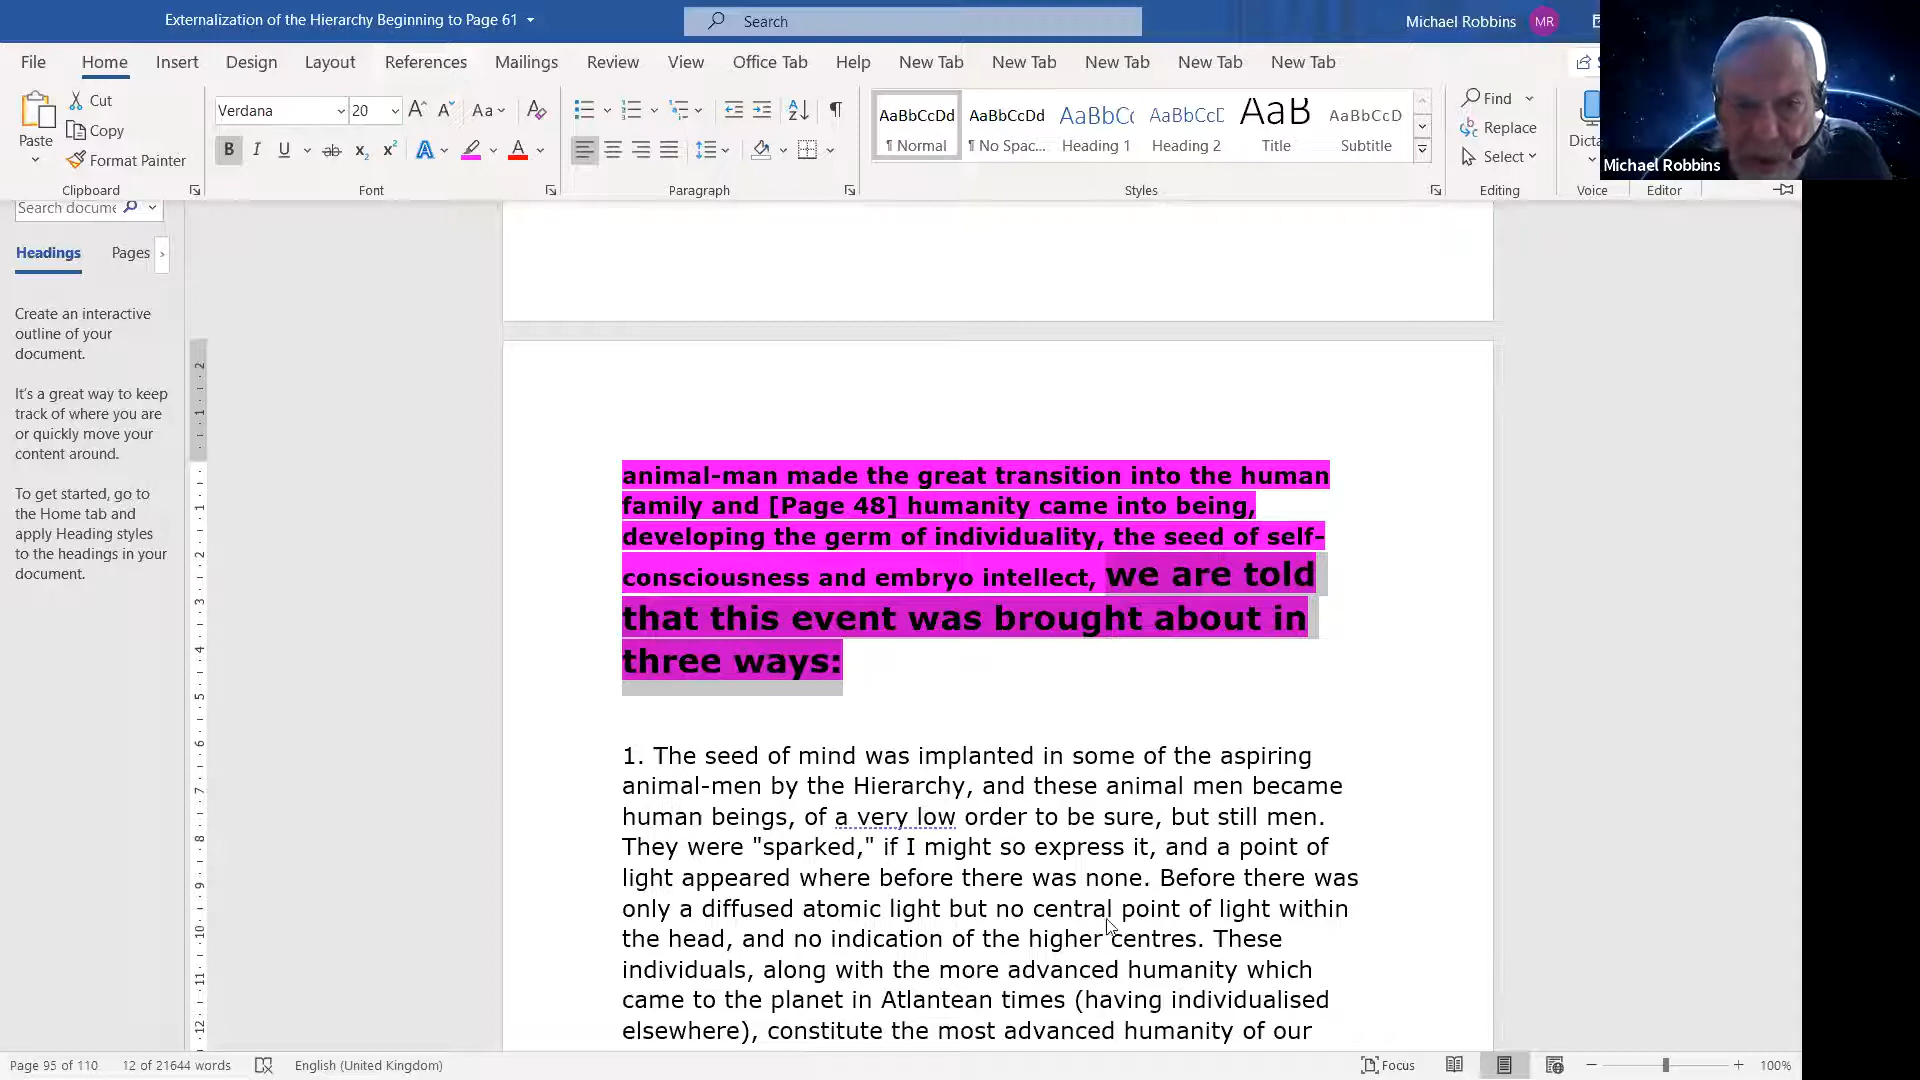 Externalization of the Hierarchy Beginning to Page 61
Search
Michael Robbins
MR
File
Home
Insert
Design
Layout
References
Mailings
Review
View
Office Tab
Help
New Tab
New Tab
New Tab
New Tab
New Tab
Paste
Cut
Copy
Format Painter
Clipboard
Verdana
20
Font
Paragraph
AaBbCcDd
¶ Normal
AaBbCcDd
¶ No Spac...
AaBbCc
Heading 1
AaBbCcD
Heading 2
AaB
Title
AaBbCcD
Subtitle
Styles
Find
Replace
Select
Editing
Dicta
Voice
Editor
Michael Robbins
Search docume
Headings
Pages
Create an interactive
outline of your
document.
It's a great way to keep
track of where you are
or quickly move your
content around.
To get started, go to
the Home tab and
apply Heading styles
to the headings in your
document.
animal-man made the great transition into the human
family and [Page 48] humanity came into being,
developing the germ of individuality, the seed of self-
consciousness and embryo intellect, we are told
that this event was brought about in
three ways:
1. The seed of mind was implanted in some of the aspiring
animal-men by the Hierarchy, and these animal men became
human beings, of a very low order to be sure, but still men.
They were "sparked," if I might so express it, and a point of
light appeared where before there was none. Before there was
only a diffused atomic light but no central point of light within
the head, and no indication of the higher centres. These
individuals, along with the more advanced humanity which
came to the planet in Atlantean times (having individualised
elsewhere), constitute the most advanced humanity of our
Page 95 of 110
12 of 21644 words
English (United Kingdom)
Focus
100%